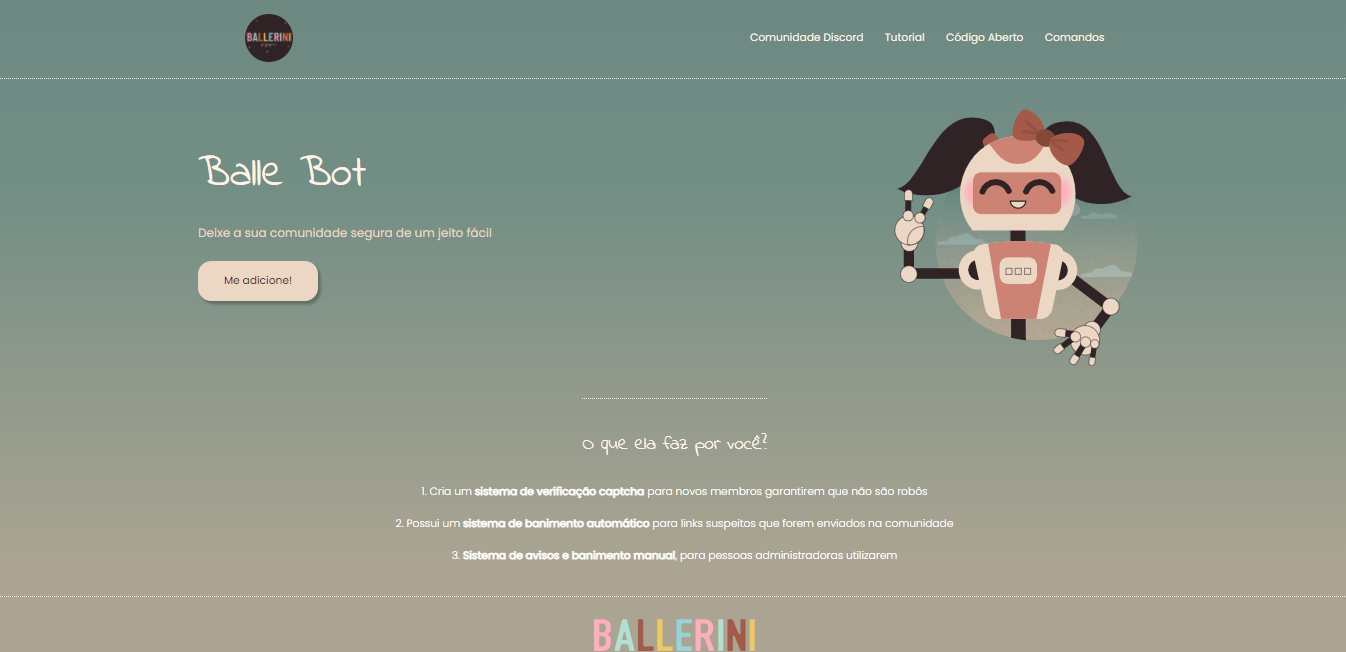 BALLERINI
Comunidade Discord Tutorial Código Aberto Comandos
Balle Bot
Deixe a sua comunidade segura de um jeito fácil
Me adicione!
O que ela faz por você?
1. Cria um sistema de verificação captcha para novos membros garantirem que não são robôs
2. Possui um sistema de banimento automático para links suspeitos que forem enviados na comunidade
3. Sistema de avisos e banimento manual, para pessoas administradoras utilizarem
BALLERINI